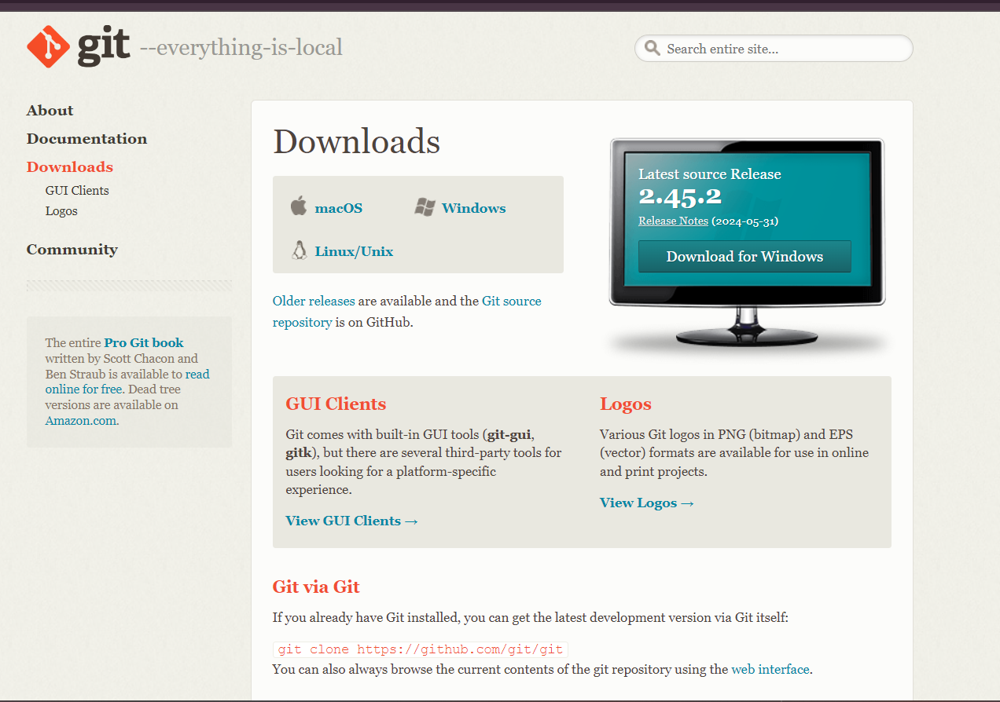 git --everything-is-local
Search entire site...
About
Documentation
Downloads
GUI Clients
Logos
Community
The entire Pro Git book
written by Scott Chacon and
Ben Straub is available to read
online for free. Dead tree
versions are available on
Amazon.com.
Downloads
macOS
Windows
Linux/Unix
Older releases are available and the Git source
repository is on GitHub.
Latest source Release
2.45.2
Release Notes (2024-05-31)
Download for Windows
GUI Clients
Git comes with built-in GUI tools (git-gui,
gitk), but there are several third-party tools for
users looking for a platform-specific
experience.
View GUI Clients →
Logos
Various Git logos in PNG (bitmap) and EPS
(vector) formats are available for use in online
and print projects.
View Logos →
Git via Git
If you already have Git installed, you can get the latest development version via Git itself:
git clone https://github.com/git/git
You can also always browse the current contents of the git repository using the web interface.